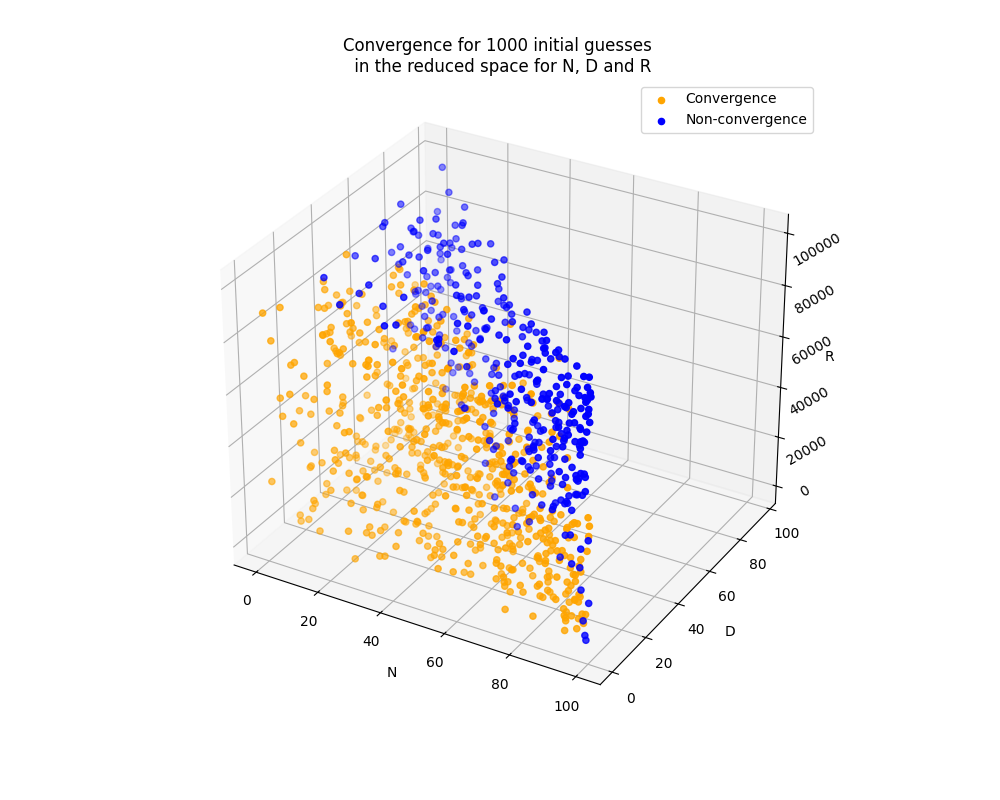 Convergence for 1000 initial guesses
in the reduced space for N, D and R
Convergence
Non-convergence
100000
80000
60000
R
40000
20000
0
100
80
60
D
40
20
0
0
20
40
N
60
80
100